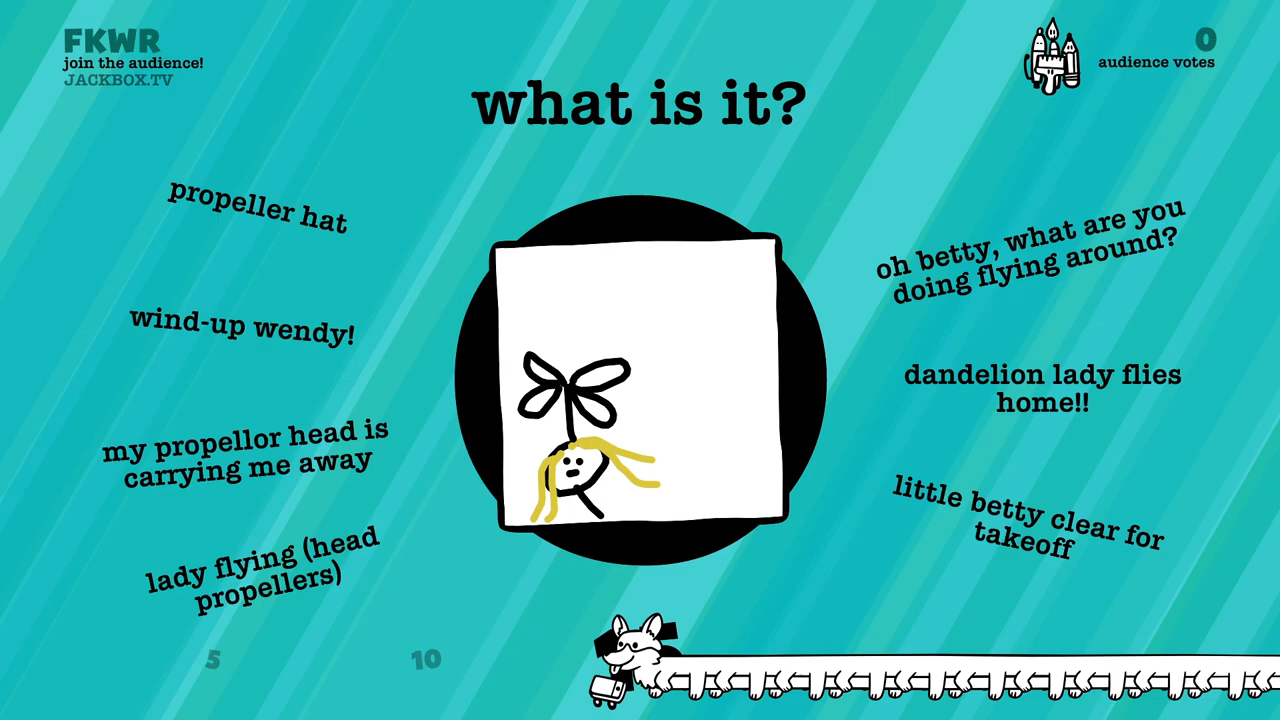 FKWR
join the audience!
JACKBOX.TV
0
audience votes
what is it?
propeller hat
wind-up wendy!
my propellor head is
carrying me away
lady flying (head
propellers)
oh betty, what are you
doing flying around?
dandelion lady flies
home!!
little betty clear for
takeoff
5
10